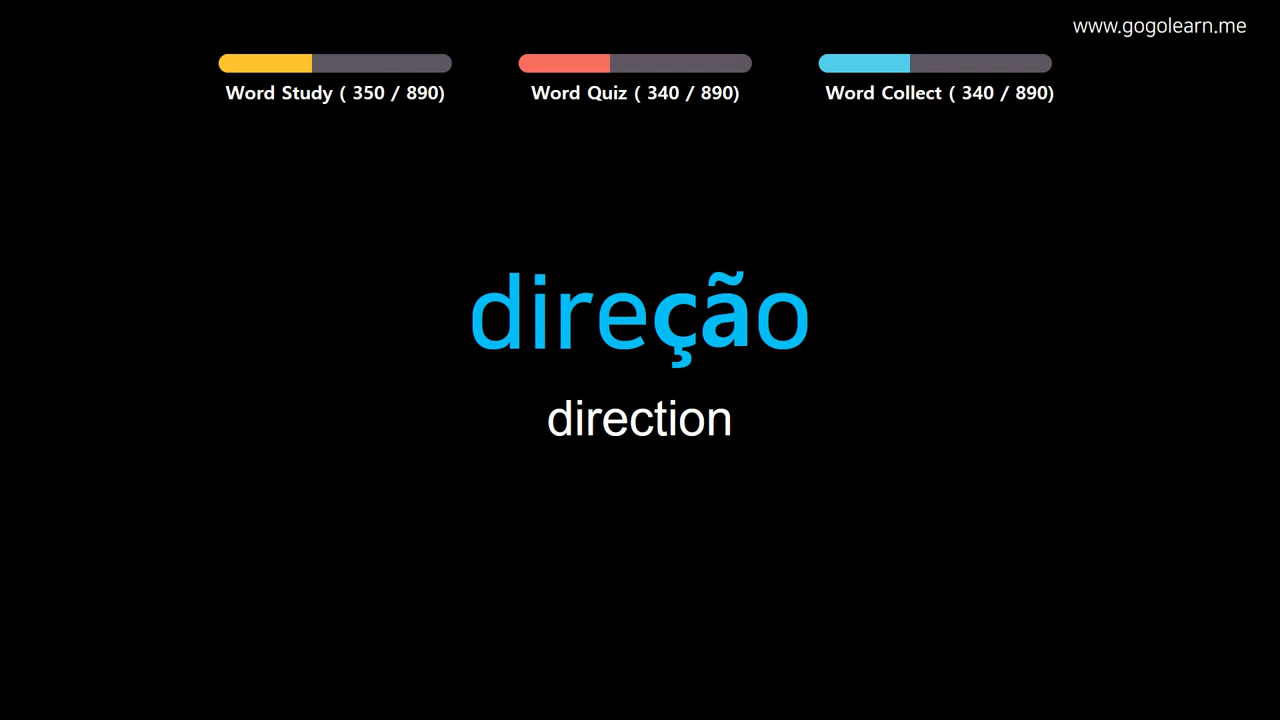 www.gogolearn.me
Word Study ( 350 / 890)
Word Quiz ( 340 / 890)
Word Collect ( 340 / 890)
direção
direction